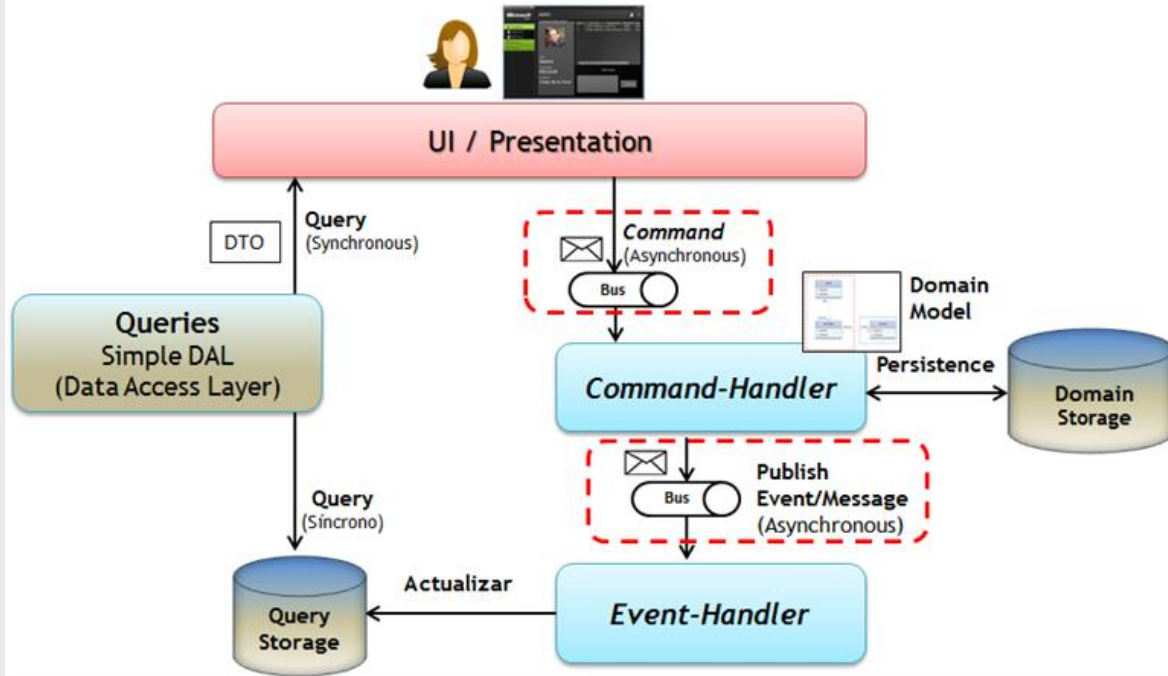 UI / Presentation
DTO
Query
(Synchronous)
Command
(Asynchronous)
Bus
Queries
Simple DAL
(Data Access Layer)
Domain
Model
Command-Handler
Persistence
Domain
Storage
Query
(Síncrono)
Bus
Publish
Event/Message
(Asynchronous)
Query
Storage
Actualizar
Event-Handler